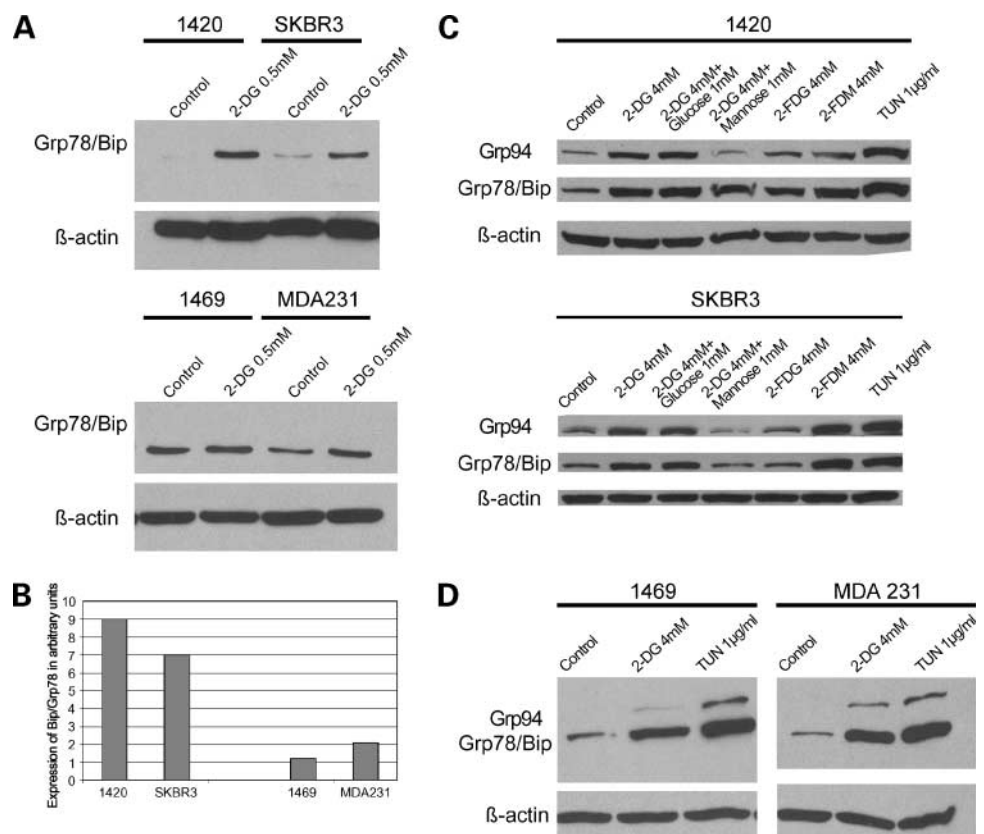 A
1420 SKBR3
Control
2-DG 0.5mM
Control
2-DG 0.5mM
Grp78/Bip
ß-actin
1469 MDA231
Control
2-DG 0.5mM
Control
2-DG 0.5mM
Grp78/Bip
ß-actin
B
Expression of Bip/Grp78 in arbitrary units
10
9
8
7
6
5
4
3
2
1
0
1420 SKBR3 1469 MDA231
C
1420
Control
2-DG 4mM
2-DG 4mM+
Glucose 1mM
2-DG 4mM+
Mannose 1mM
2-FDG 4mM
2-FDM 4mM
TUN 1µg/ml
Grp94
Grp78/Bip
ß-actin
SKBR3
Control
2-DG 4mM
2-DG 4mM+
Glucose 1mM
2-DG 4mM+
Mannose 1mM
2-FDG 4mM
2-FDM 4mM
TUN 1µg/ml
Grp94
Grp78/Bip
ß-actin
D
1469 MDA 231
Control
2-DG 4mM
TUN 1µg/ml
Control
2-DG 4mM
TUN 1µg/ml
Grp94
Grp78/Bip
ß-actin